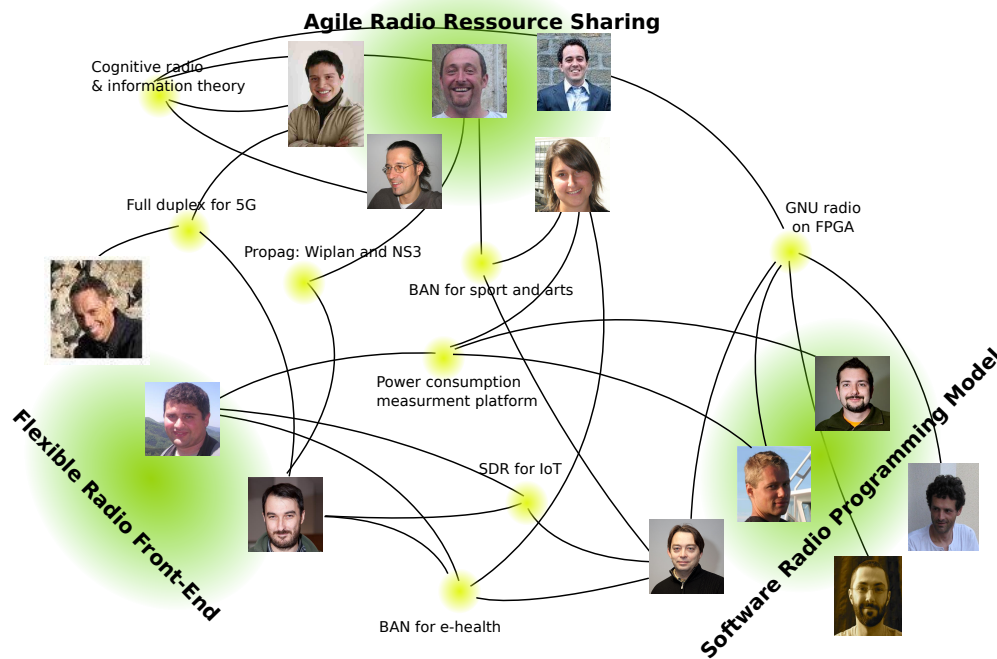 Agile Radio Ressource Sharing
Cognitive radio
& information theory
Full duplex for 5G
GNU radio
on FPGA
Propag: Wiplan and NS3
BAN for sport and arts
Power consumption
measurment platform
Flexible Radio Front-End
SDR for IoT
Software Radio Programming Model
BAN for e-health